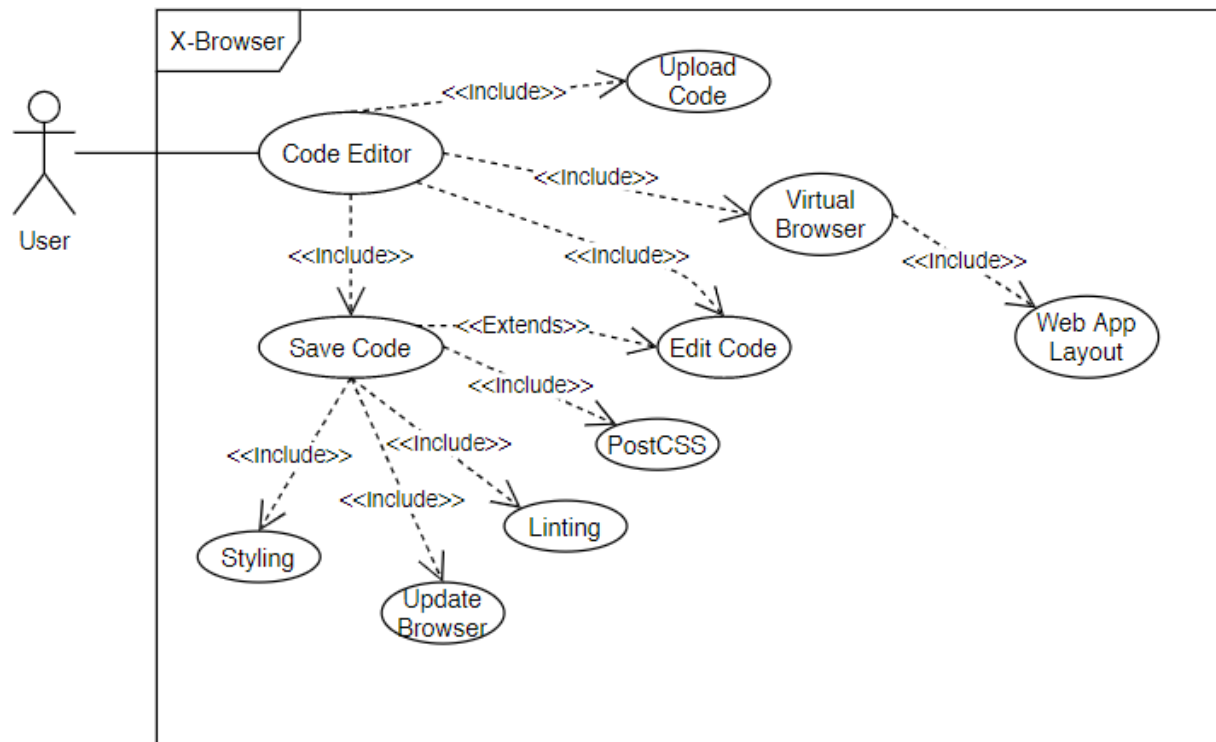 X-Browser
Upload
Code
<<Include>>
Code Editor
<<Include>>
Virtual
Browser
User
<<Include>>
<<Include>>
<<Include>>
Save Code
<<Extends>>
Edit Code
Web App
Layout
<<Include>>
PostCSS
<<Include>>
<<Include>>
<<Include>>
Linting
Styling
Update
Browser